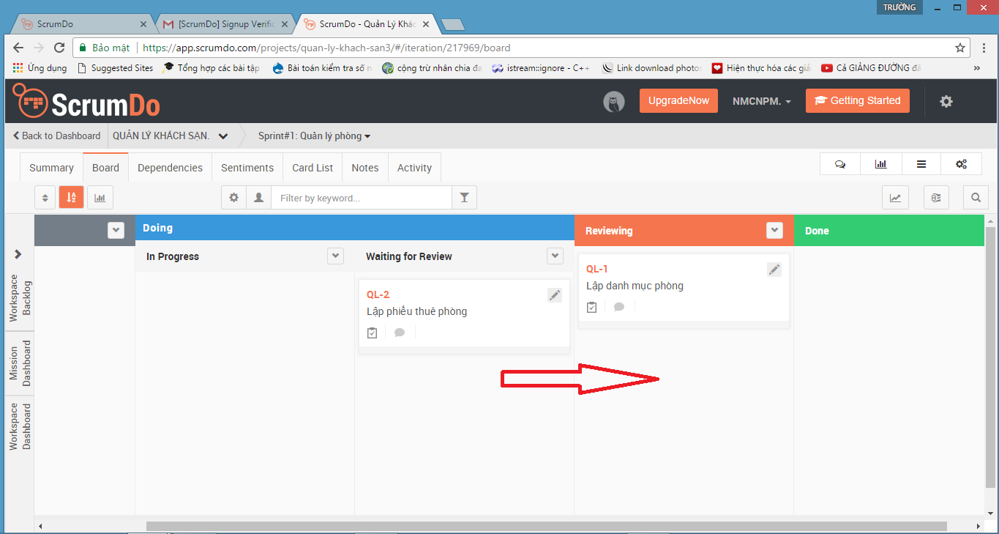 TRƯỜNG
ScrumDo
[ScrumDo] Signup Verific
ScrumDo - Quản Lý Khác
Bảo mật
https://app.scrumdo.com/projects/quan-ly-khach-san3/#/iteration/217969/board
Ứng dụng
Suggested Sites
Tổng hợp các bài tập
Bài toán kiểm tra số n
cộng trừ nhân chia đa
istream::ignore - C++
Link download photos
Hiện thực hóa các giả
Cả GIẢNG ĐƯỜNG đã
»
ScrumDo
UpgradeNow
NMCNPM.
Getting Started
Back to Dashboard
QUẢN LÝ KHÁCH SẠN.
Sprint#1: Quản lý phòng
Summary
Board
Dependencies
Sentiments
Card List
Notes
Activity
Filter by keyword...
Doing
Reviewing
Done
In Progress
Waiting for Review
QL-1
Lập danh mục phòng
QL-2
Lập phiếu thuê phòng
Workspace
Backlog
Mission
Dashboard
Workspace
Dashboard